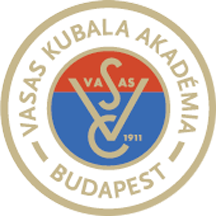 VASAS KUBALA AKADÉMIA
VASAS
SC
1911
BUDAPEST